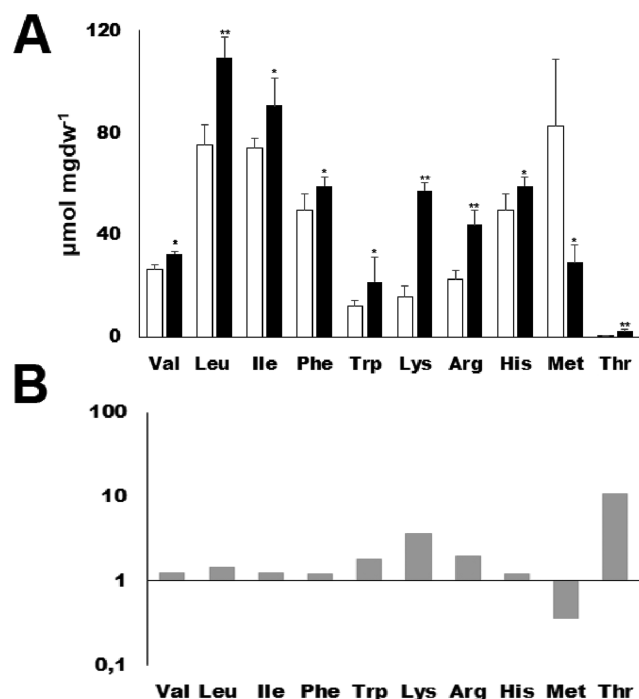 A
120
80
40
0
µmol mgdw⁻¹
* ** * * * ** ** * * **
Val Leu Ile Phe Trp Lys Arg His Met Thr
B
100
10
1
0,1
Val Leu Ile Phe Trp Lys Arg His Met Thr